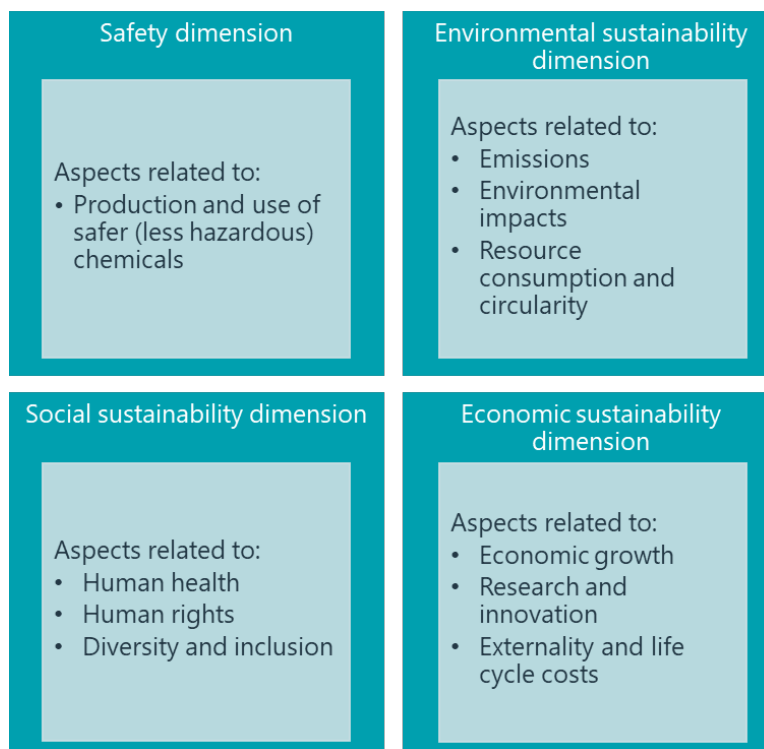 Safety dimension
Aspects related to:
• Production and use of
safer (less hazardous)
chemicals
Environmental sustainability
dimension
Aspects related to:
• Emissions
• Environmental
impacts
• Resource
consumption and
circularity
Social sustainability dimension
Aspects related to:
• Human health
• Human rights
• Diversity and inclusion
Economic sustainability
dimension
Aspects related to:
• Economic growth
• Research and
innovation
• Externality and life
cycle costs